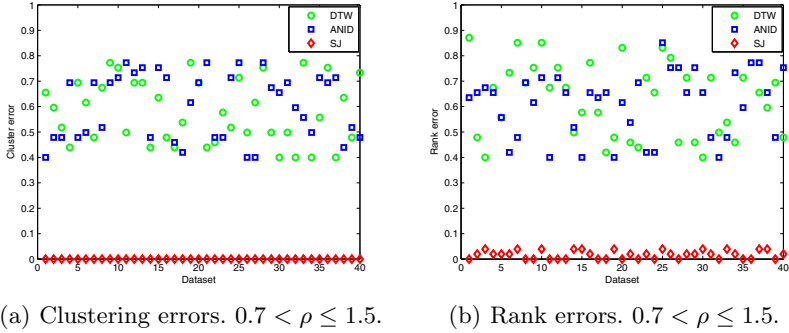 1
0.9
0.8
0.7
0.6
0.5
0.4
0.3
0.2
0.1
0
Cluster error
0 5 10 15 20 25 30 35 40
Dataset
DTW
ANID
SJ
(a) Clustering errors. 0.7 < ρ ≤ 1.5.
1
0.9
0.8
0.7
0.6
0.5
0.4
0.3
0.2
0.1
0
Rank error
0 5 10 15 20 25 30 35 40
Dataset
DTW
ANID
SJ
(b) Rank errors. 0.7 < ρ ≤ 1.5.